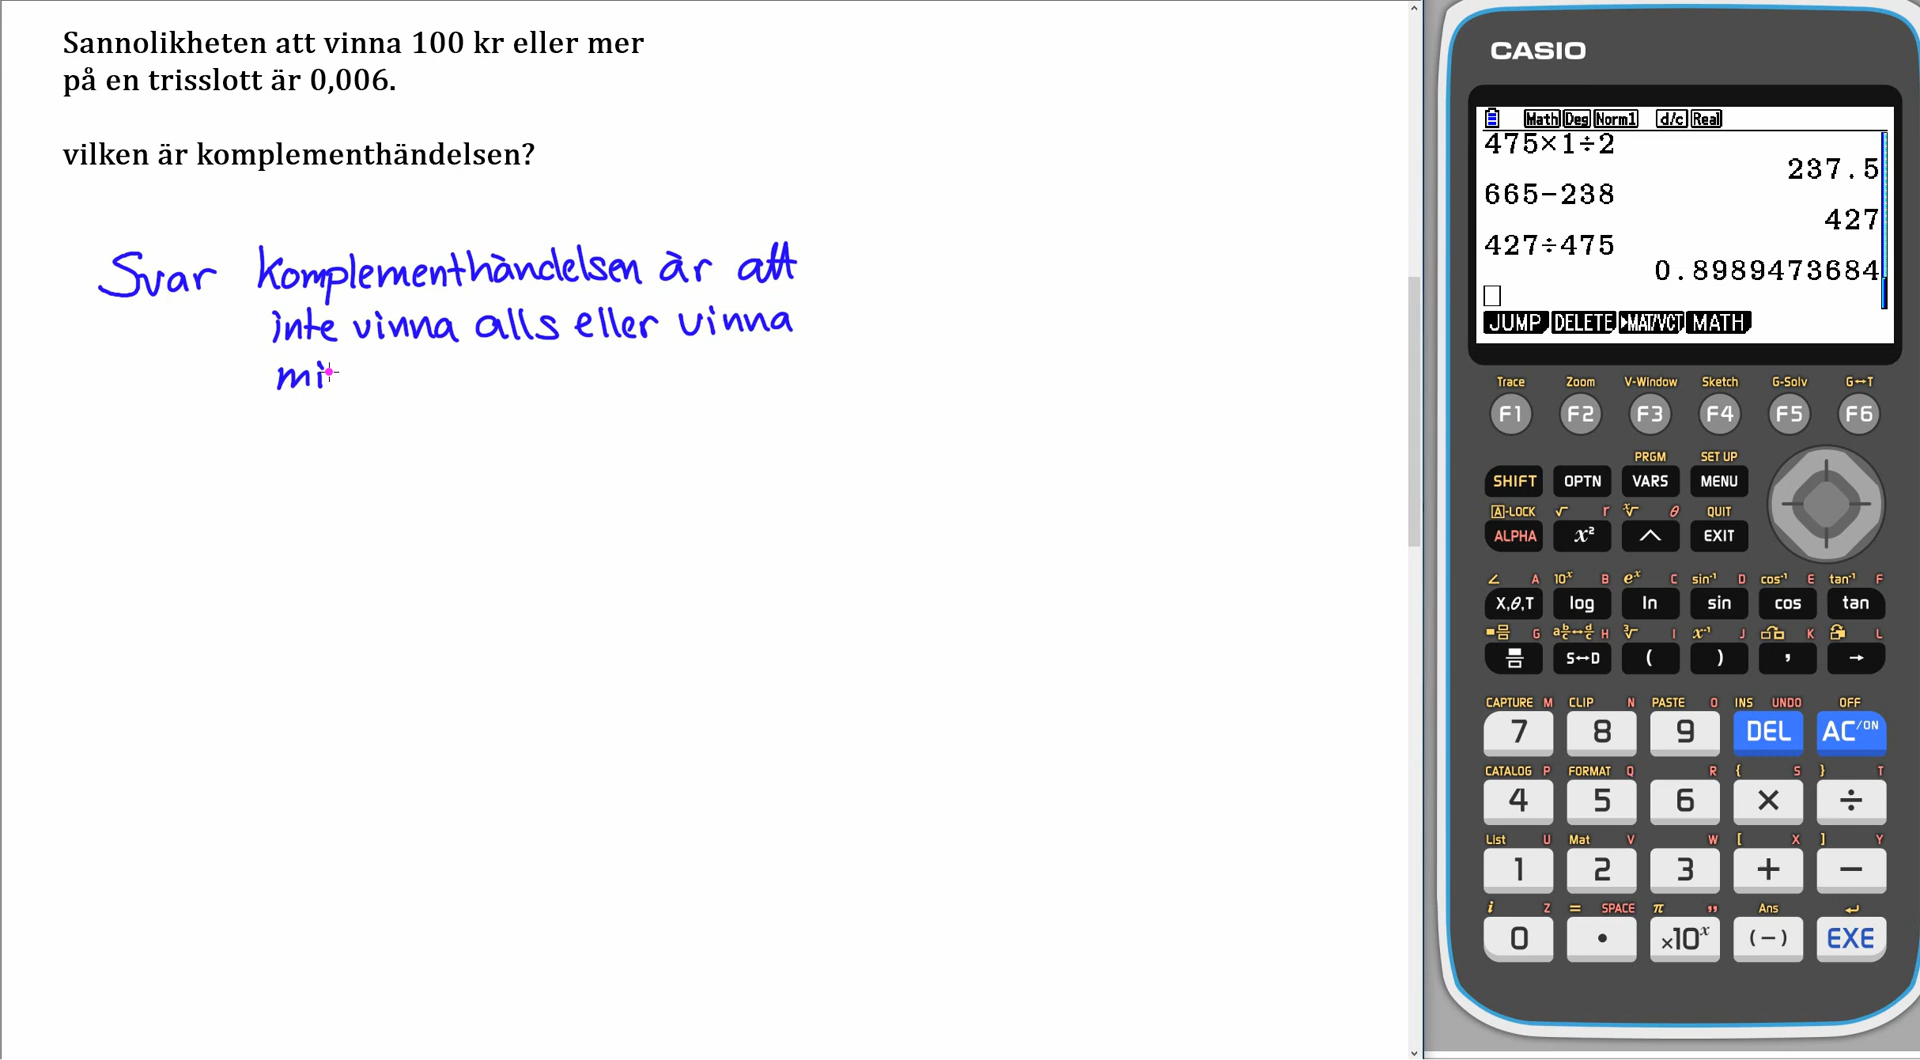 Sannolikheten att vinna 100 kr eller mer
på en trisslott är 0,006.
vilken är komplementhändelsen?
Svar komplementhändelsen är att
inte vinna alls eller vinna
mi
CASIO
Math Deg Norm1 d/c Real
475×1÷2
237.5
665−238
427
427÷475
0.8989473684
JUMP DELETE ▶MAT/VCT MATH
Trace Zoom V-Window Sketch G-Solv G↔T
F1 F2 F3 F4 F5 F6
PRGM SET UP
SHIFT OPTN VARS MENU
A-LOCK √ r ˣ√ θ QUIT
ALPHA x² ^ EXIT
∠ A 10ˣ B eˣ C sin⁻¹ D cos⁻¹ E tan⁻¹ F
X,θ,T log ln sin cos tan
G a b/c↔d/c H ³√ I x⁻¹ J K L
S↔D ( ) , →
CAPTURE M CLIP N PASTE O INS UNDO OFF
7 8 9 DEL AC/ON
CATALOG P FORMAT Q R { S } T
4 5 6 × ÷
List U Mat V W [ X ] Y
1 2 3 + −
i Z = SPACE π " Ans ↵
0 • ×10ˣ (−) EXE